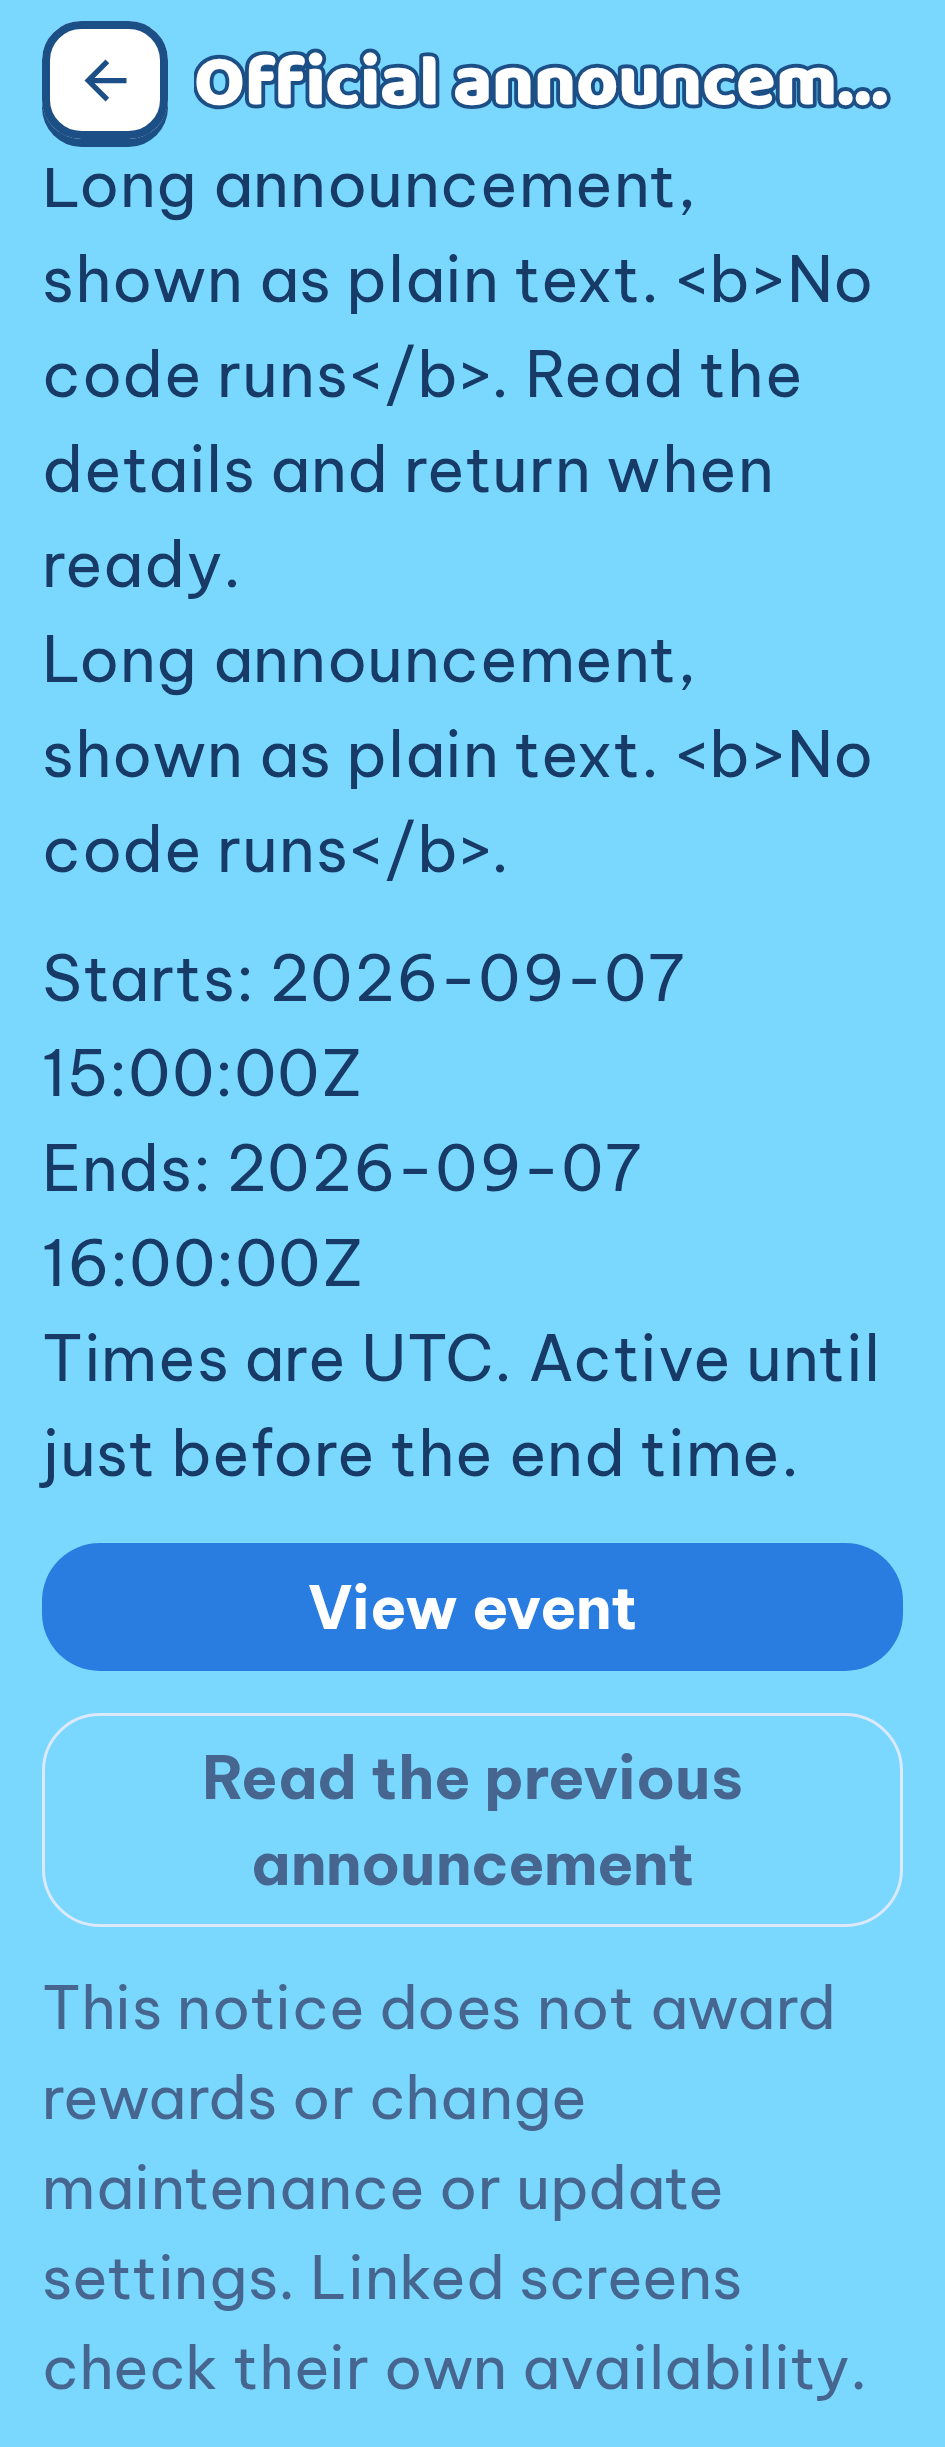 Official announcem...
Long announcement,
shown as plain text. <b>No
code runs</b>. Read the
details and return when
ready.
Long announcement,
shown as plain text. <b>No
code runs</b>.
Starts: 2026-09-07
15:00:00Z
Ends: 2026-09-07
16:00:00Z
Times are UTC. Active until
just before the end time.
View event
Read the previous
announcement
This notice does not award
rewards or change
maintenance or update
settings. Linked screens
check their own availability.